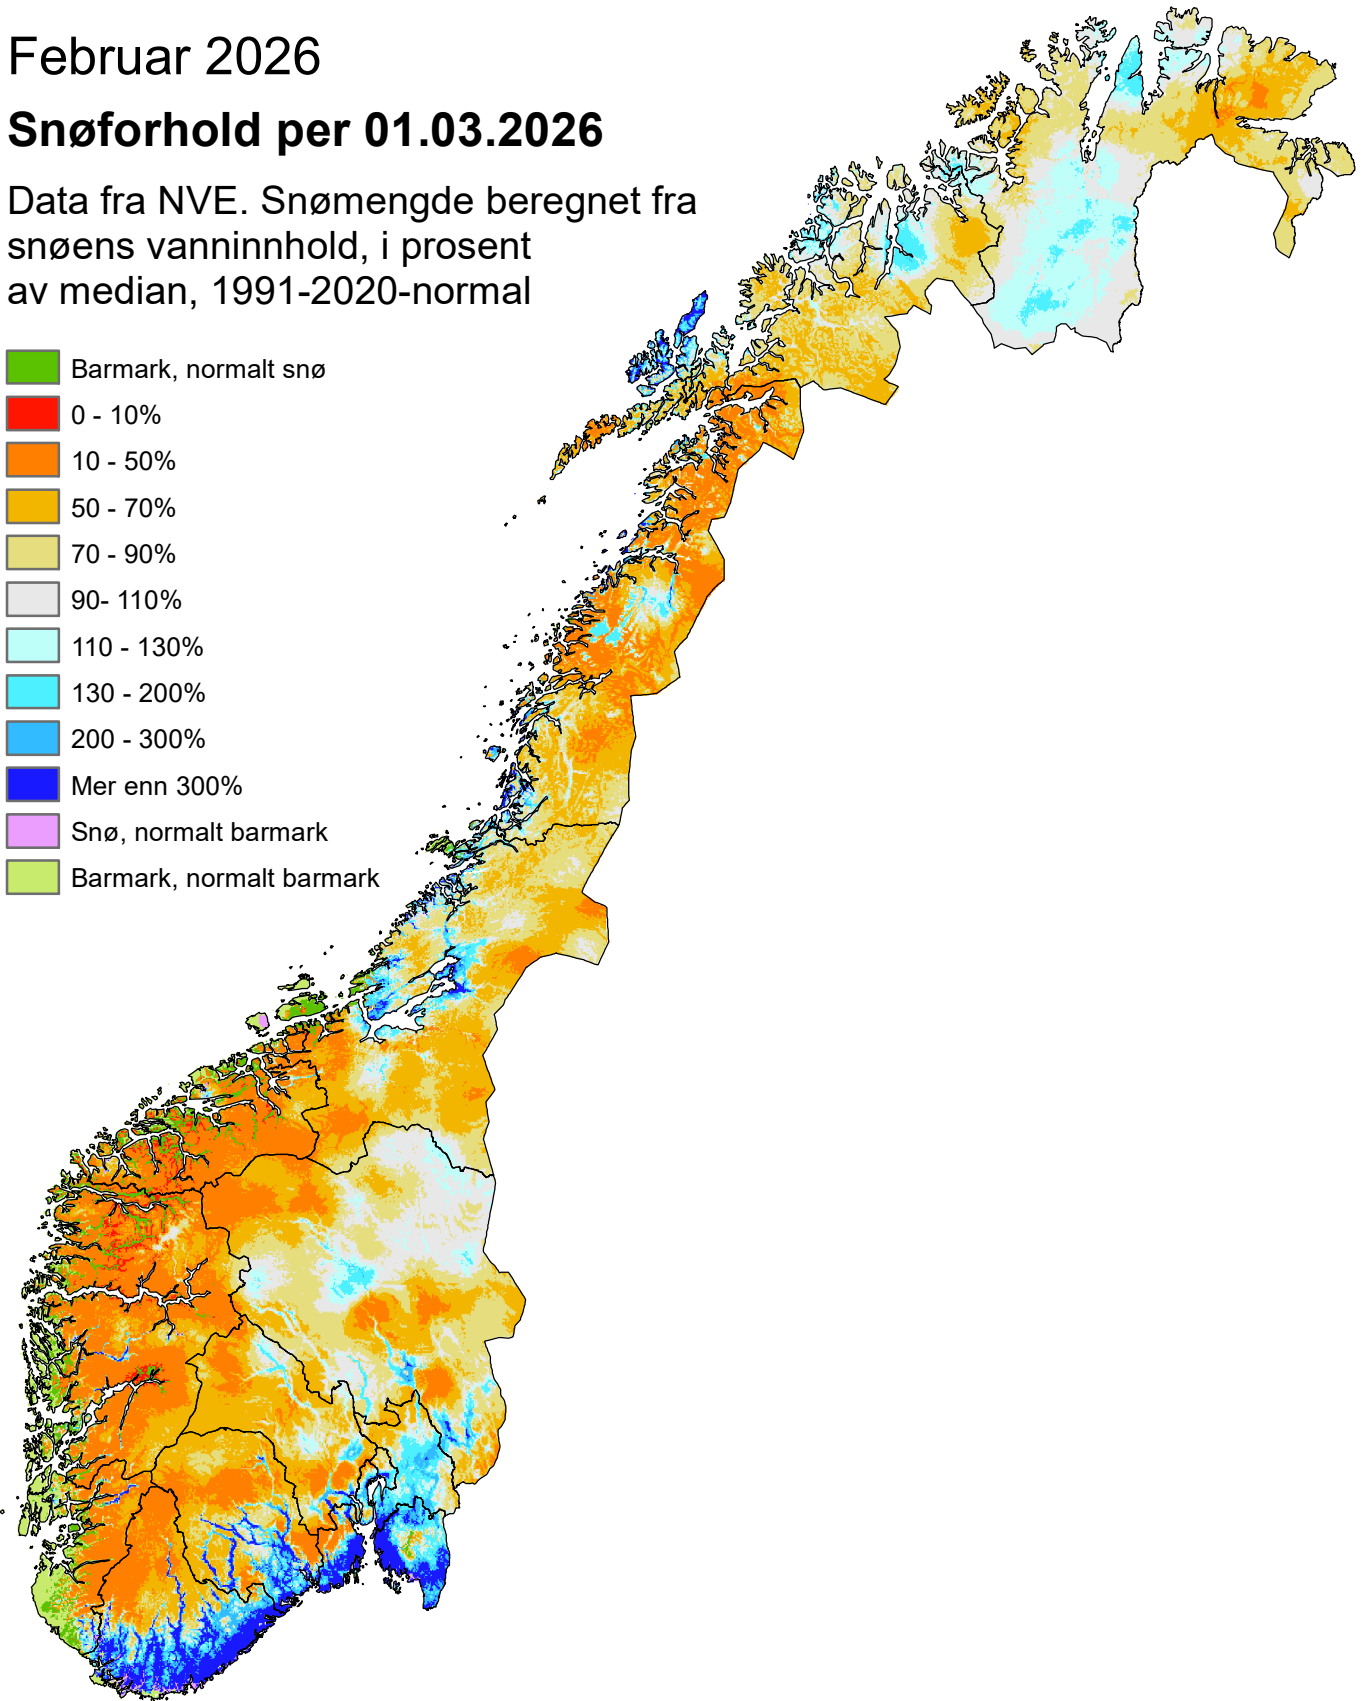 Februar 2026
Snøforhold per 01.03.2026
Data fra NVE. Snømengde beregnet fra
snøens vanninnhold, i prosent
av median, 1991-2020-normal
Barmark, normalt snø
0 - 10%
10 - 50%
50 - 70%
70 - 90%
90- 110%
110 - 130%
130 - 200%
200 - 300%
Mer enn 300%
Snø, normalt barmark
Barmark, normalt barmark